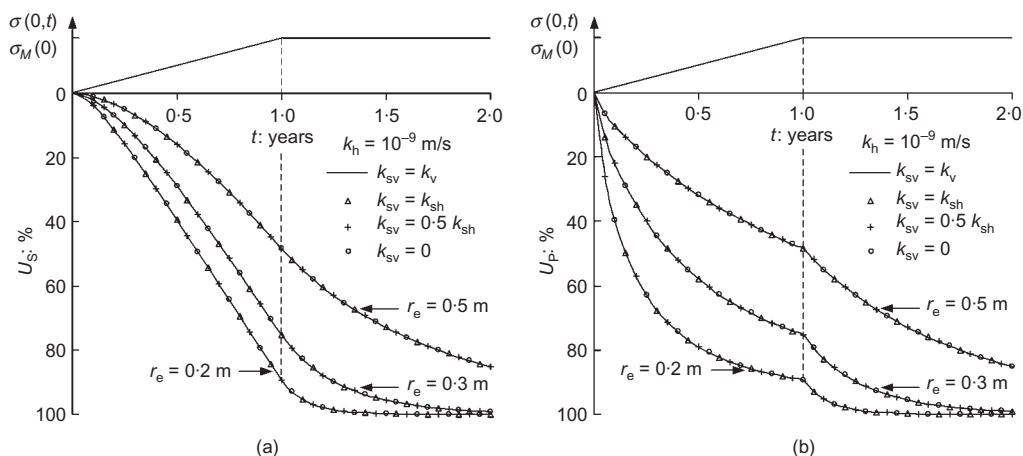 σ (0,t)
σM (0)
0
20
40
60
80
100
US: %
0·5
1·0
1·5
2·0
t: years
kh = 10⁻⁹ m/s
ksv = kv
ksv = ksh
ksv = 0·5 ksh
ksv = 0
re = 0·5 m
re = 0·2 m
re = 0·3 m
(a)
σ (0,t)
σM (0)
0
20
40
60
80
100
UP: %
0·5
1·0
1·5
2·0
t: years
kh = 10⁻⁹ m/s
ksv = kv
ksv = ksh
ksv = 0·5 ksh
ksv = 0
re = 0·5 m
re = 0·2 m
re = 0·3 m
(b)